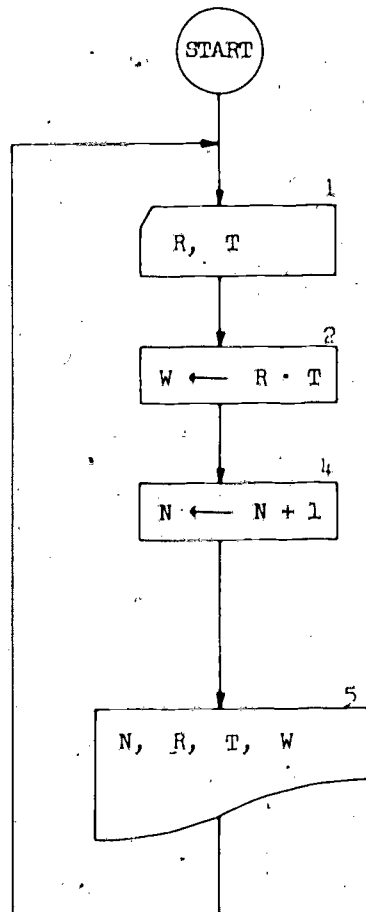 START
1
R, T
2
W ← R · T
4
N ← N + 1
5
N, R, T, W